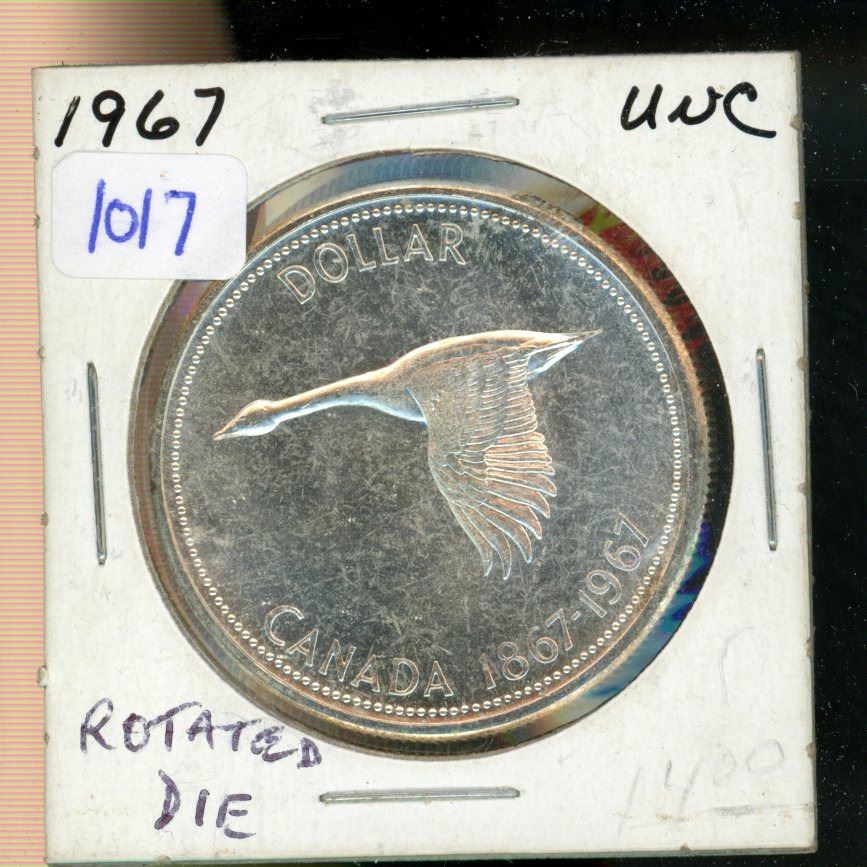 1967 UNC
1017
DOLLAR
CANADA 1867-1967
ROTATED
DIE